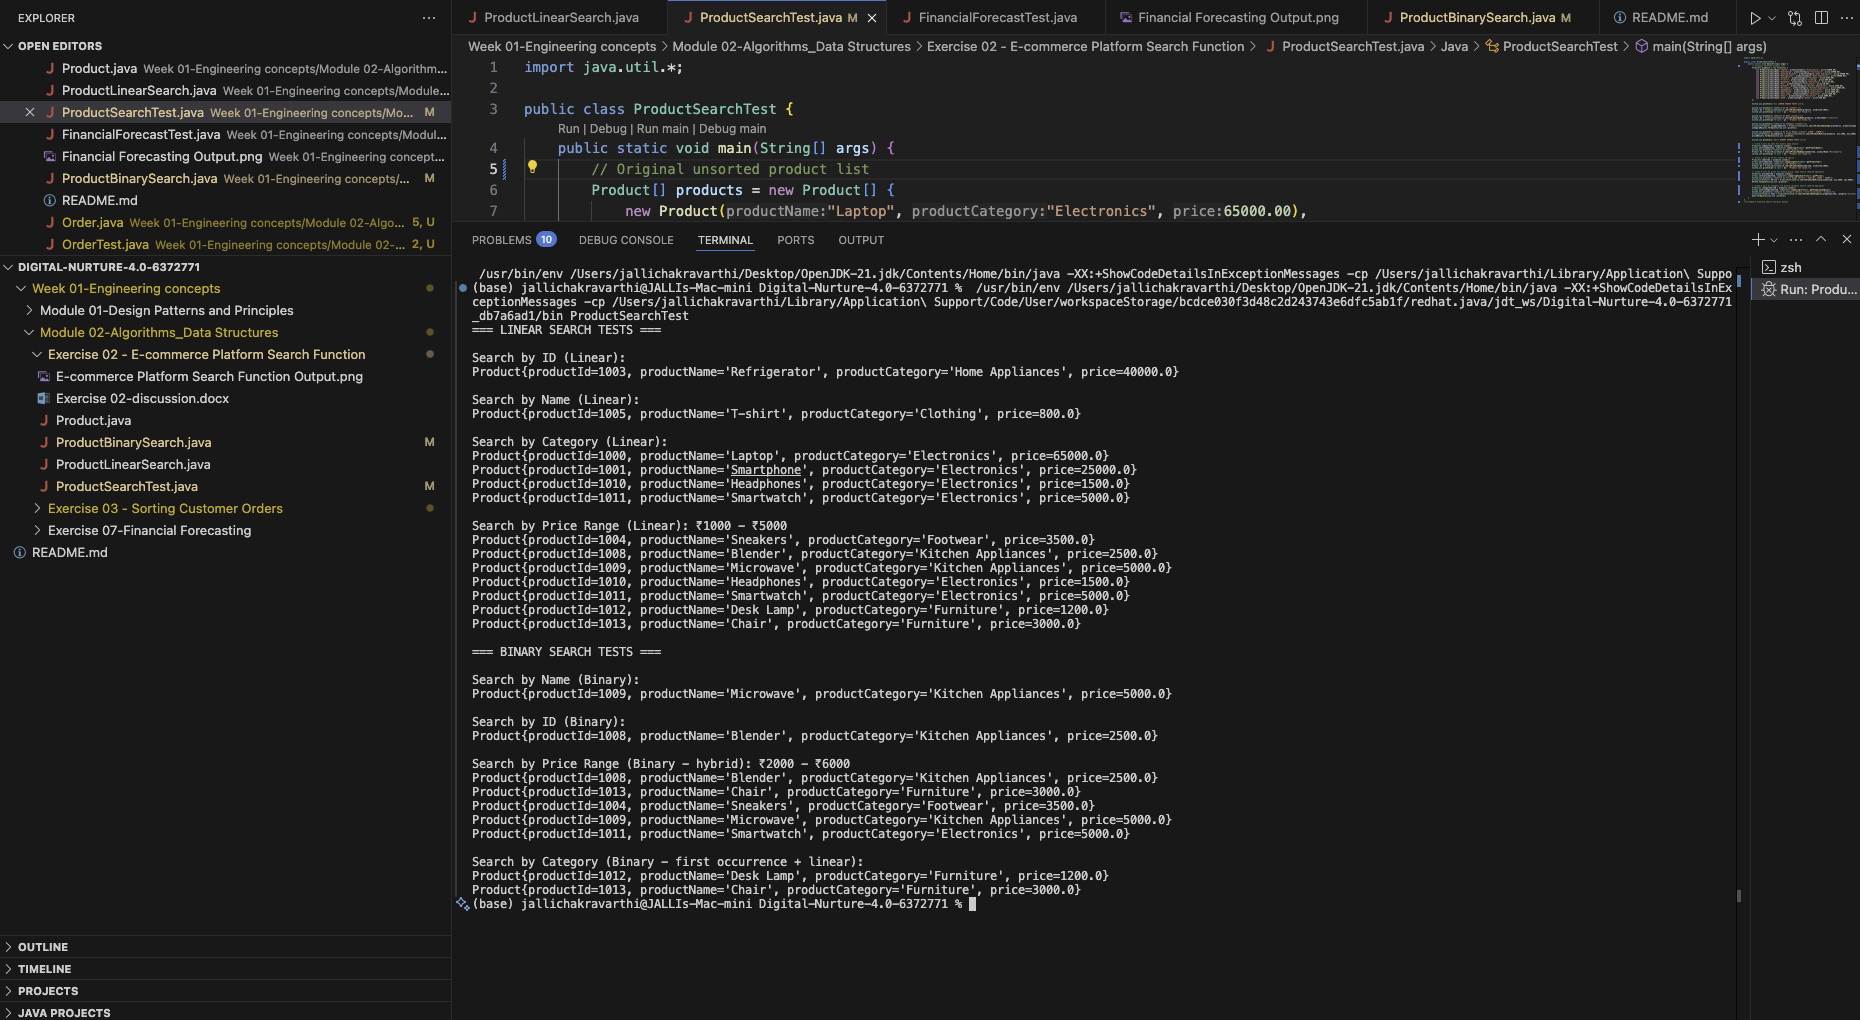 EXPLORER
OPEN EDITORS
Product.java Week 01-Engineering concepts/Module 02-Algorithm...
ProductLinearSearch.java Week 01-Engineering concepts/Module...
ProductSearchTest.java Week 01-Engineering concepts/Mo... M
FinancialForecastTest.java Week 01-Engineering concepts/Modul...
Financial Forecasting Output.png Week 01-Engineering concept...
ProductBinarySearch.java Week 01-Engineering concepts/... M
README.md
Order.java Week 01-Engineering concepts/Module 02-Algo... 5, U
OrderTest.java Week 01-Engineering concepts/Module 02-... 2, U
DIGITAL-NURTURE-4.0-6372771
Week 01-Engineering concepts
Module 01-Design Patterns and Principles
Module 02-Algorithms_Data Structures
Exercise 02 - E-commerce Platform Search Function
E-commerce Platform Search Function Output.png
Exercise 02-discussion.docx
Product.java
ProductBinarySearch.java M
ProductLinearSearch.java
ProductSearchTest.java M
Exercise 03 - Sorting Customer Orders
Exercise 07-Financial Forecasting
README.md
OUTLINE
TIMELINE
PROJECTS
JAVA PROJECTS
ProductLinearSearch.java ProductSearchTest.java M FinancialForecastTest.java Financial Forecasting Output.png ProductBinarySearch.java M README.md
Week 01-Engineering concepts > Module 02-Algorithms_Data Structures > Exercise 02 - E-commerce Platform Search Function > ProductSearchTest.java > Java > ProductSearchTest > main(String[] args)
1 import java.util.*;
2
3 public class ProductSearchTest {
Run | Debug | Run main | Debug main
4 public static void main(String[] args) {
5 // Original unsorted product list
6 Product[] products = new Product[] {
7 new Product(productName:"Laptop", productCategory:"Electronics", price:65000.00),
PROBLEMS 10 DEBUG CONSOLE TERMINAL PORTS OUTPUT
zsh
Run: Produ...
/usr/bin/env /Users/jallichakravarthi/Desktop/OpenJDK-21.jdk/Contents/Home/bin/java -XX:+ShowCodeDetailsInExceptionMessages -cp /Users/jallichakravarthi/Library/Application\ Suppo
(base) jallichakravarthi@JALLIs-Mac-mini Digital-Nurture-4.0-6372771 % /usr/bin/env /Users/jallichakravarthi/Desktop/OpenJDK-21.jdk/Contents/Home/bin/java -XX:+ShowCodeDetailsInEx
ceptionMessages -cp /Users/jallichakravarthi/Library/Application\ Support/Code/User/workspaceStorage/bcdce030f3d48c2d243743e6dfc5ab1f/redhat.java/jdt_ws/Digital-Nurture-4.0-6372771
_db7a6ad1/bin ProductSearchTest
=== LINEAR SEARCH TESTS ===
Search by ID (Linear):
Product{productId=1003, productName='Refrigerator', productCategory='Home Appliances', price=40000.0}
Search by Name (Linear):
Product{productId=1005, productName='T-shirt', productCategory='Clothing', price=800.0}
Search by Category (Linear):
Product{productId=1000, productName='Laptop', productCategory='Electronics', price=65000.0}
Product{productId=1001, productName='Smartphone', productCategory='Electronics', price=25000.0}
Product{productId=1010, productName='Headphones', productCategory='Electronics', price=1500.0}
Product{productId=1011, productName='Smartwatch', productCategory='Electronics', price=5000.0}
Search by Price Range (Linear): ₹1000 - ₹5000
Product{productId=1004, productName='Sneakers', productCategory='Footwear', price=3500.0}
Product{productId=1008, productName='Blender', productCategory='Kitchen Appliances', price=2500.0}
Product{productId=1009, productName='Microwave', productCategory='Kitchen Appliances', price=5000.0}
Product{productId=1010, productName='Headphones', productCategory='Electronics', price=1500.0}
Product{productId=1011, productName='Smartwatch', productCategory='Electronics', price=5000.0}
Product{productId=1012, productName='Desk Lamp', productCategory='Furniture', price=1200.0}
Product{productId=1013, productName='Chair', productCategory='Furniture', price=3000.0}
=== BINARY SEARCH TESTS ===
Search by Name (Binary):
Product{productId=1009, productName='Microwave', productCategory='Kitchen Appliances', price=5000.0}
Search by ID (Binary):
Product{productId=1008, productName='Blender', productCategory='Kitchen Appliances', price=2500.0}
Search by Price Range (Binary - hybrid): ₹2000 - ₹6000
Product{productId=1008, productName='Blender', productCategory='Kitchen Appliances', price=2500.0}
Product{productId=1013, productName='Chair', productCategory='Furniture', price=3000.0}
Product{productId=1004, productName='Sneakers', productCategory='Footwear', price=3500.0}
Product{productId=1009, productName='Microwave', productCategory='Kitchen Appliances', price=5000.0}
Product{productId=1011, productName='Smartwatch', productCategory='Electronics', price=5000.0}
Search by Category (Binary - first occurrence + linear):
Product{productId=1012, productName='Desk Lamp', productCategory='Furniture', price=1200.0}
Product{productId=1013, productName='Chair', productCategory='Furniture', price=3000.0}
(base) jallichakravarthi@JALLIs-Mac-mini Digital-Nurture-4.0-6372771 %